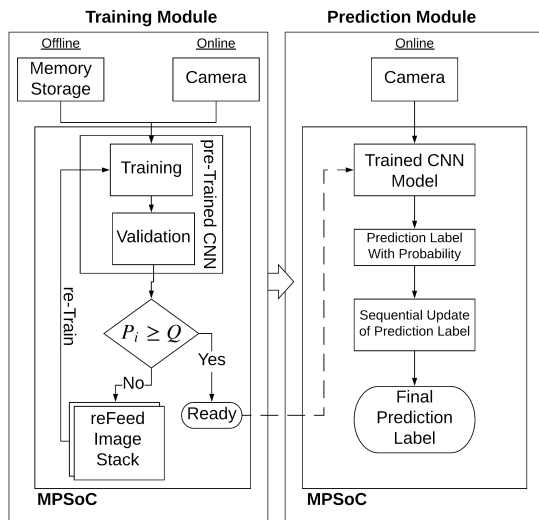 Training Module
Offline
Online
Memory
Storage
Camera
pre-Trained CNN
Training
Validation
re-Train
P_i ≥ Q
Yes
No
reFeed
Image
Stack
Ready
MPSoC
Prediction Module
Online
Camera
Trained CNN
Model
Prediction Label
With Probability
Sequential Update
of Prediction Label
Final
Prediction
Label
MPSoC